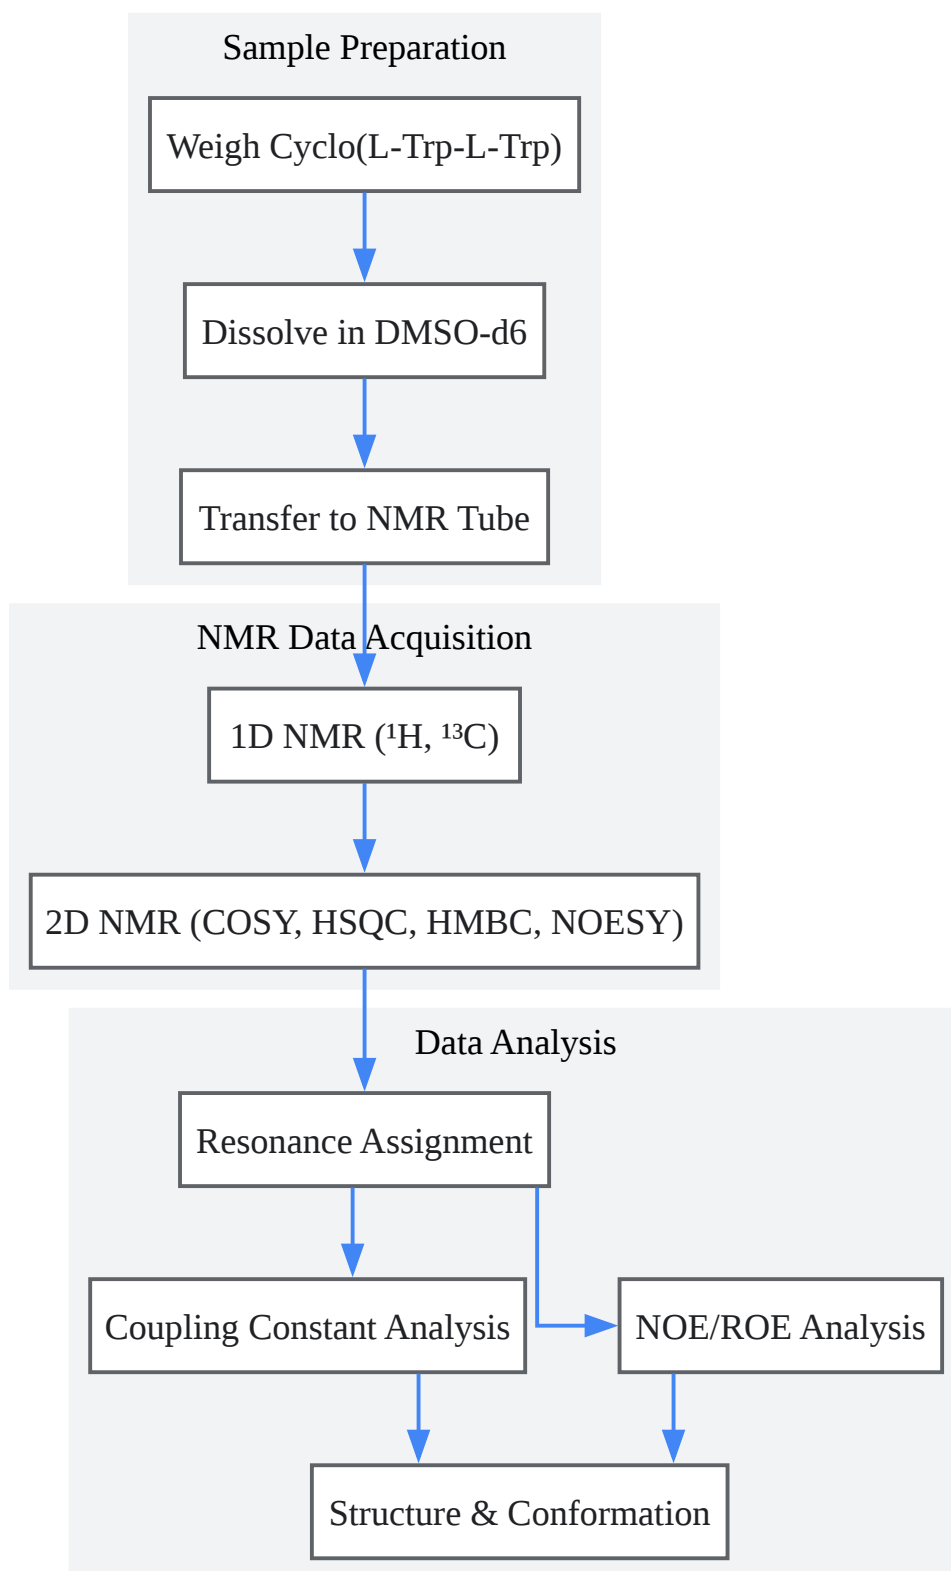 Sample Preparation
Weigh Cyclo(L-Trp-L-Trp)
Dissolve in DMSO-d6
Transfer to NMR Tube
NMR Data Acquisition
1D NMR (¹H, ¹³C)
2D NMR (COSY, HSQC, HMBC, NOESY)
Data Analysis
Resonance Assignment
Coupling Constant Analysis
NOE/ROE Analysis
Structure & Conformation